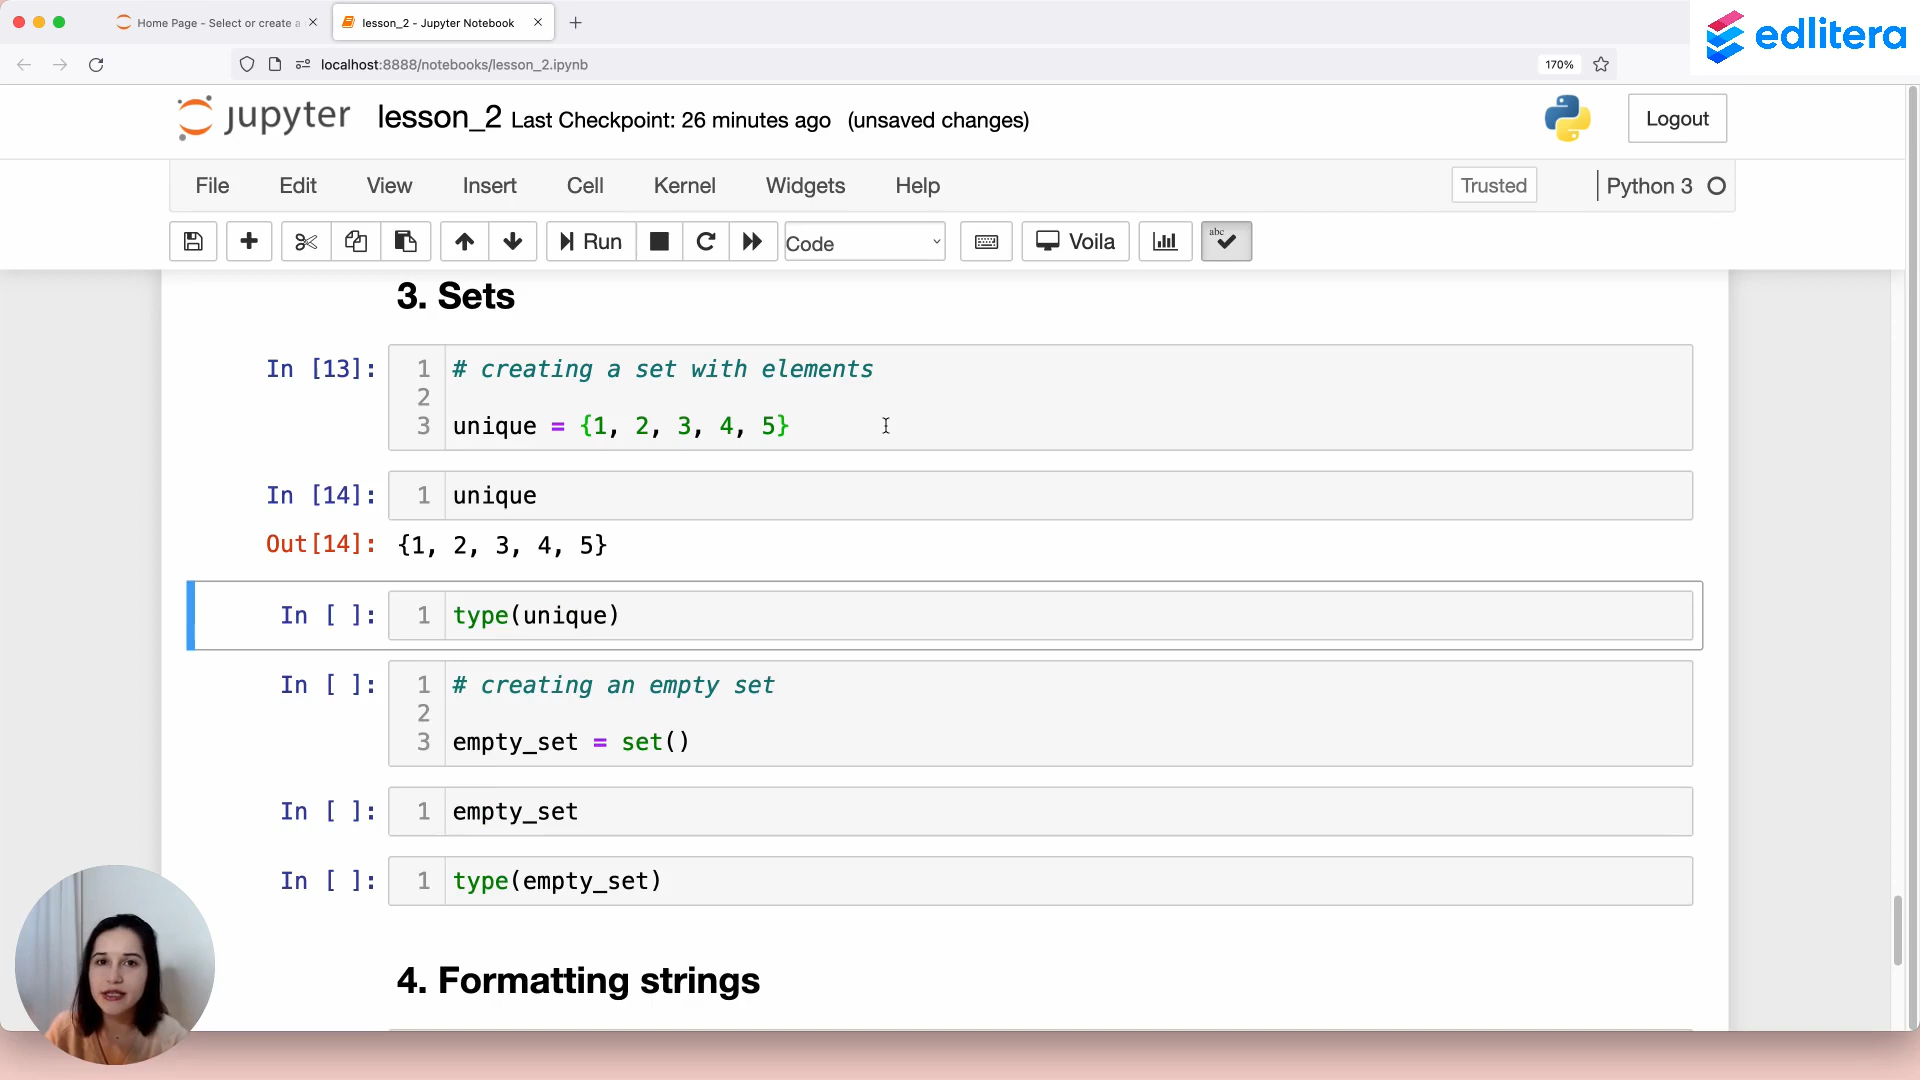 Home Page - Select or create a
lesson_2 - Jupyter Notebook
edlitera
localhost:8888/notebooks/lesson_2.ipynb
170%
jupyter lesson_2 Last Checkpoint: 26 minutes ago (unsaved changes)
Logout
File Edit View Insert Cell Kernel Widgets Help
Trusted
Python 3
Run
Code
Voila
abc
3. Sets
In [13]:
1 # creating a set with elements
2
3 unique = {1, 2, 3, 4, 5}
In [14]: 1 unique
Out[14]: {1, 2, 3, 4, 5}
In [ ]: 1 type(unique)
In [ ]: 1 # creating an empty set
2
3 empty_set = set()
In [ ]: 1 empty_set
In [ ]: 1 type(empty_set)
4. Formatting strings